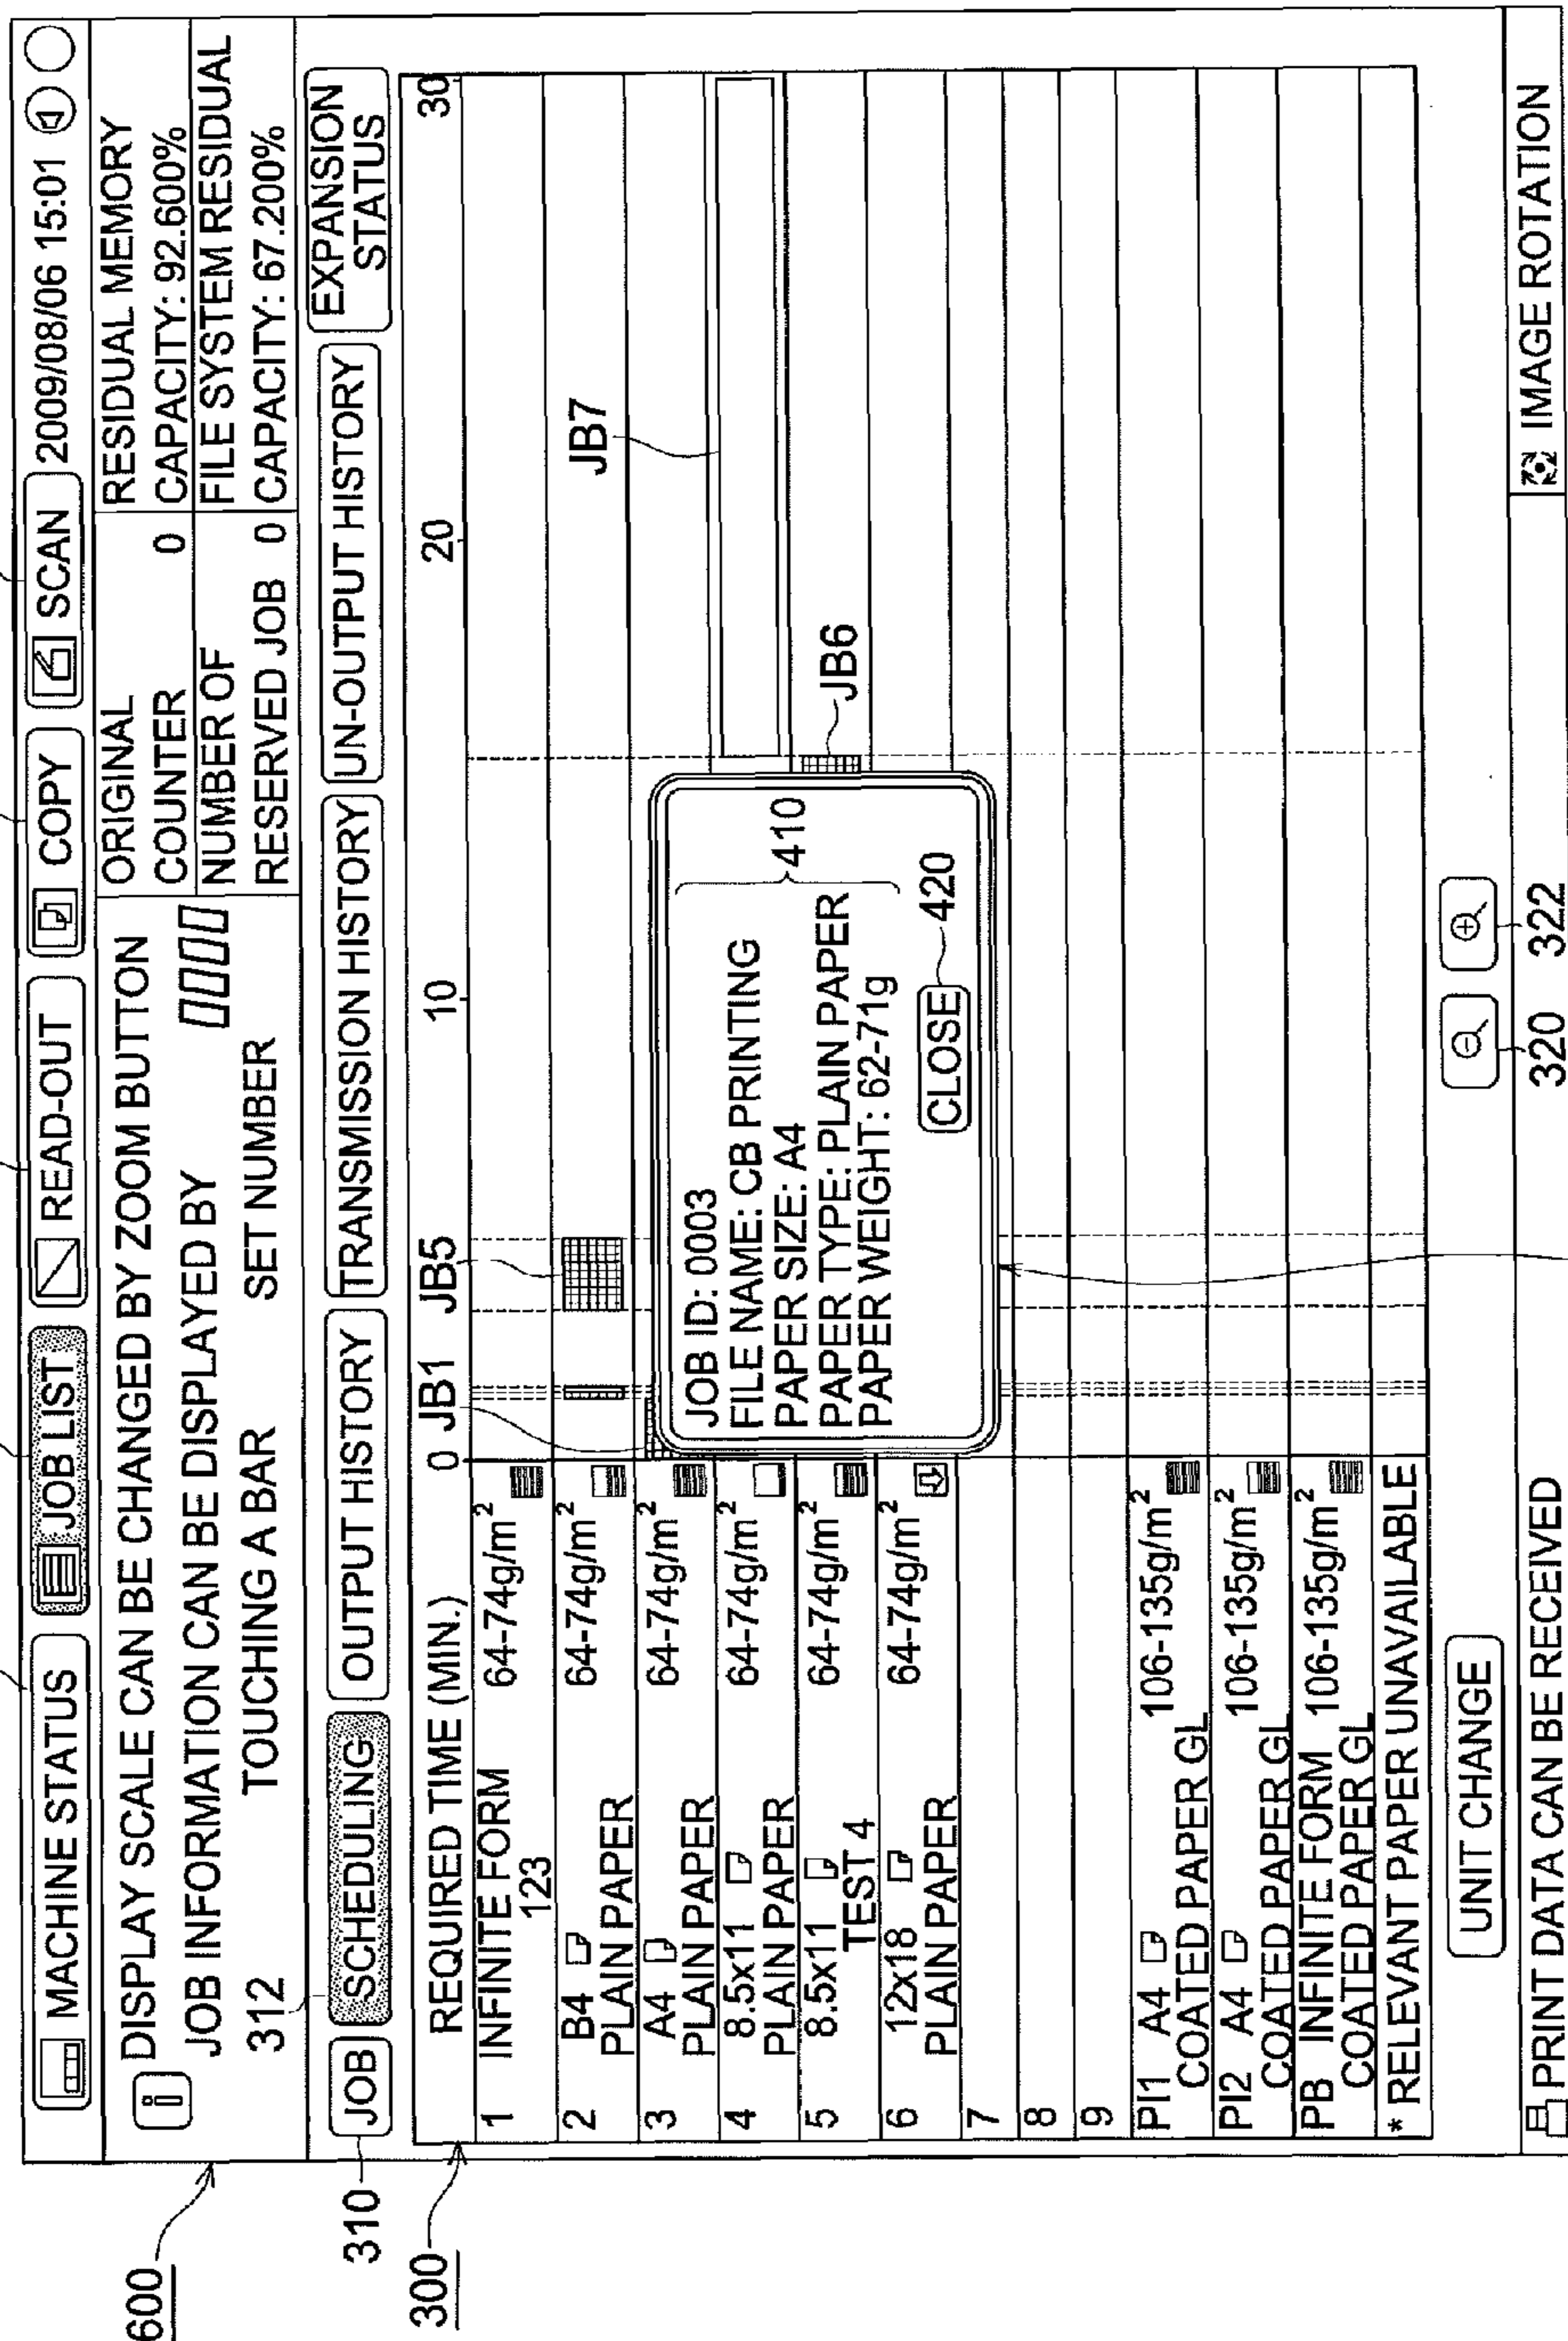 600
MACHINE STATUS
JOB LIST
READ-OUT
COPY
SCAN
2009/08/06 15:01
i
DISPLAY SCALE CAN BE CHANGED BY ZOOM BUTTON
JOB INFORMATION CAN BE DISPLAYED BY
TOUCHING A BAR
SET NUMBER
ORIGINAL
COUNTER 0
NUMBER OF
RESERVED JOB 0
RESIDUAL MEMORY
CAPACITY: 92.600%
FILE SYSTEM RESIDUAL
CAPACITY: 67.200%
312
310
JOB
SCHEDULING
OUTPUT HISTORY
TRANSMISSION HISTORY
UN-OUTPUT HISTORY
EXPANSION
STATUS
300
REQUIRED TIME (MIN.)
0 JB1 JB5 10 20 30
1 INFINITE FORM 64-74g/m²
123
2 B4 64-74g/m²
PLAIN PAPER
JB7
3 A4 64-74g/m²
PLAIN PAPER
4 8.5x11 64-74g/m²
PLAIN PAPER
5 8.5x11 64-74g/m²
TEST 4
JB6
6 12x18 64-74g/m²
PLAIN PAPER
7
8
9
JOB ID: 0003
FILE NAME: CB PRINTING
PAPER SIZE: A4
PAPER TYPE: PLAIN PAPER
PAPER WEIGHT: 62-71g
410
CLOSE
420
PI1 A4 106-135g/m²
COATED PAPER GL
PI2 A4 106-135g/m²
COATED PAPER GL
PB INFINITE FORM 106-135g/m²
COATED PAPER GL
* RELEVANT PAPER UNAVAILABLE
UNIT CHANGE
320
322
PRINT DATA CAN BE RECEIVED
IMAGE ROTATION